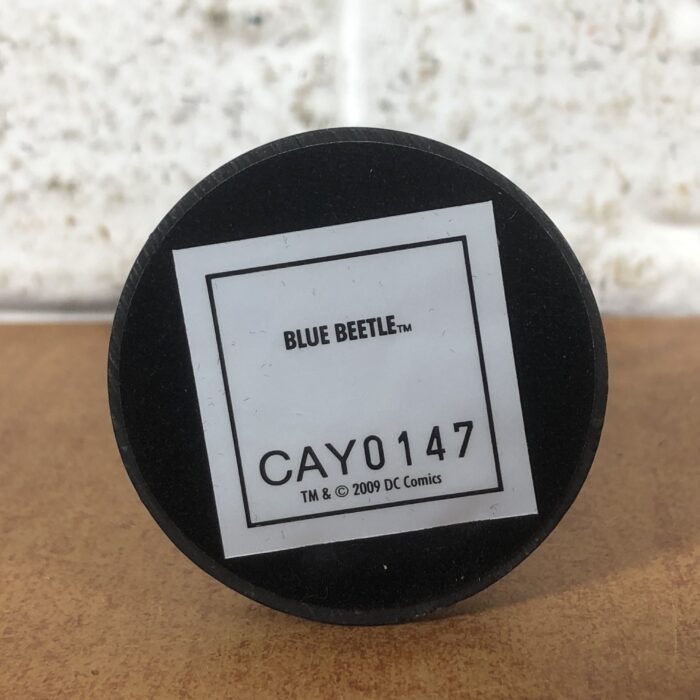 BLUE BEETLE™
CAY0147
TM & © 2009 DC Comics